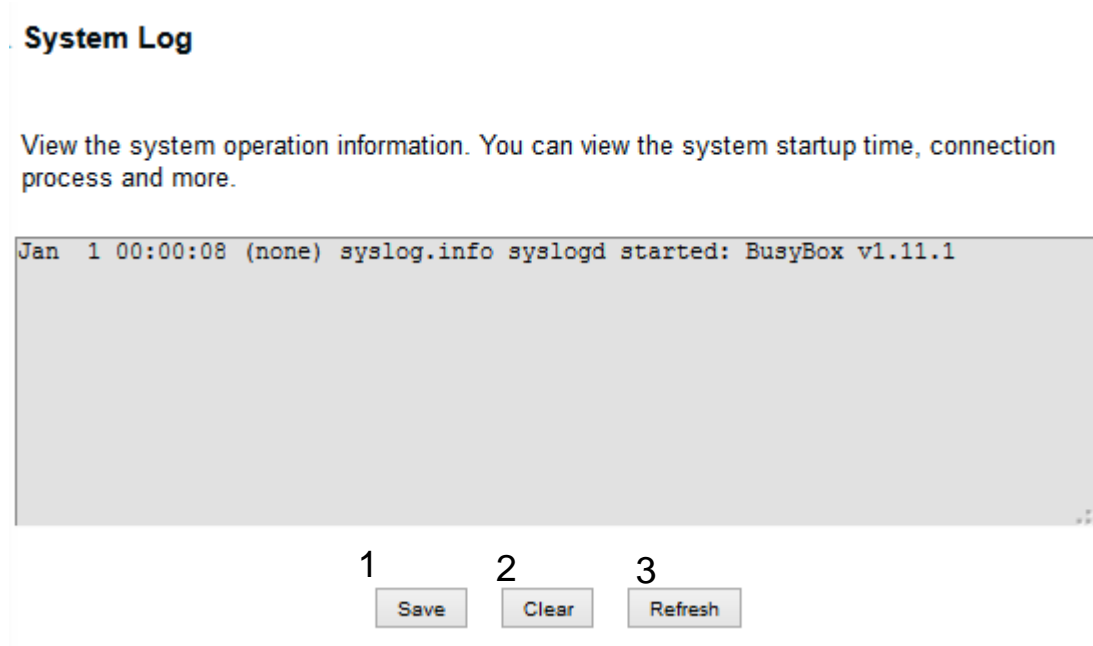 System Log
View the system operation information. You can view the system startup time, connection
process and more.
Jan  1 00:00:08 (none) syslog.info syslogd started: BusyBox v1.11.1
1 2 3
Save Clear Refresh